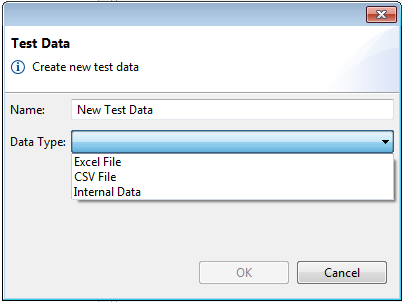 Test Data
Create new test data
Name: New Test Data
Data Type:
Excel File
CSV File
Internal Data
OK Cancel